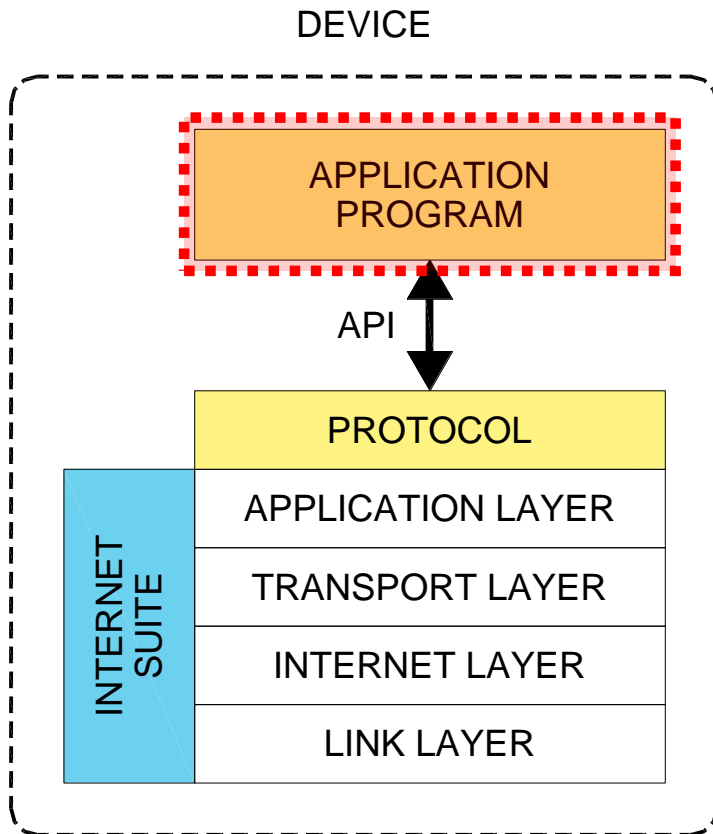 DEVICE
APPLICATION
PROGRAM
API
PROTOCOL
INTERNET
SUITE
APPLICATION LAYER
TRANSPORT LAYER
INTERNET LAYER
LINK LAYER